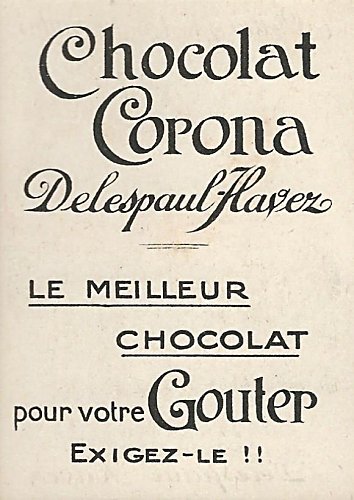 Chocolat
Corona
Delespaul-Havez
LE MEILLEUR
CHOCOLAT
pour votre Gouter
EXIGEZ-LE !!